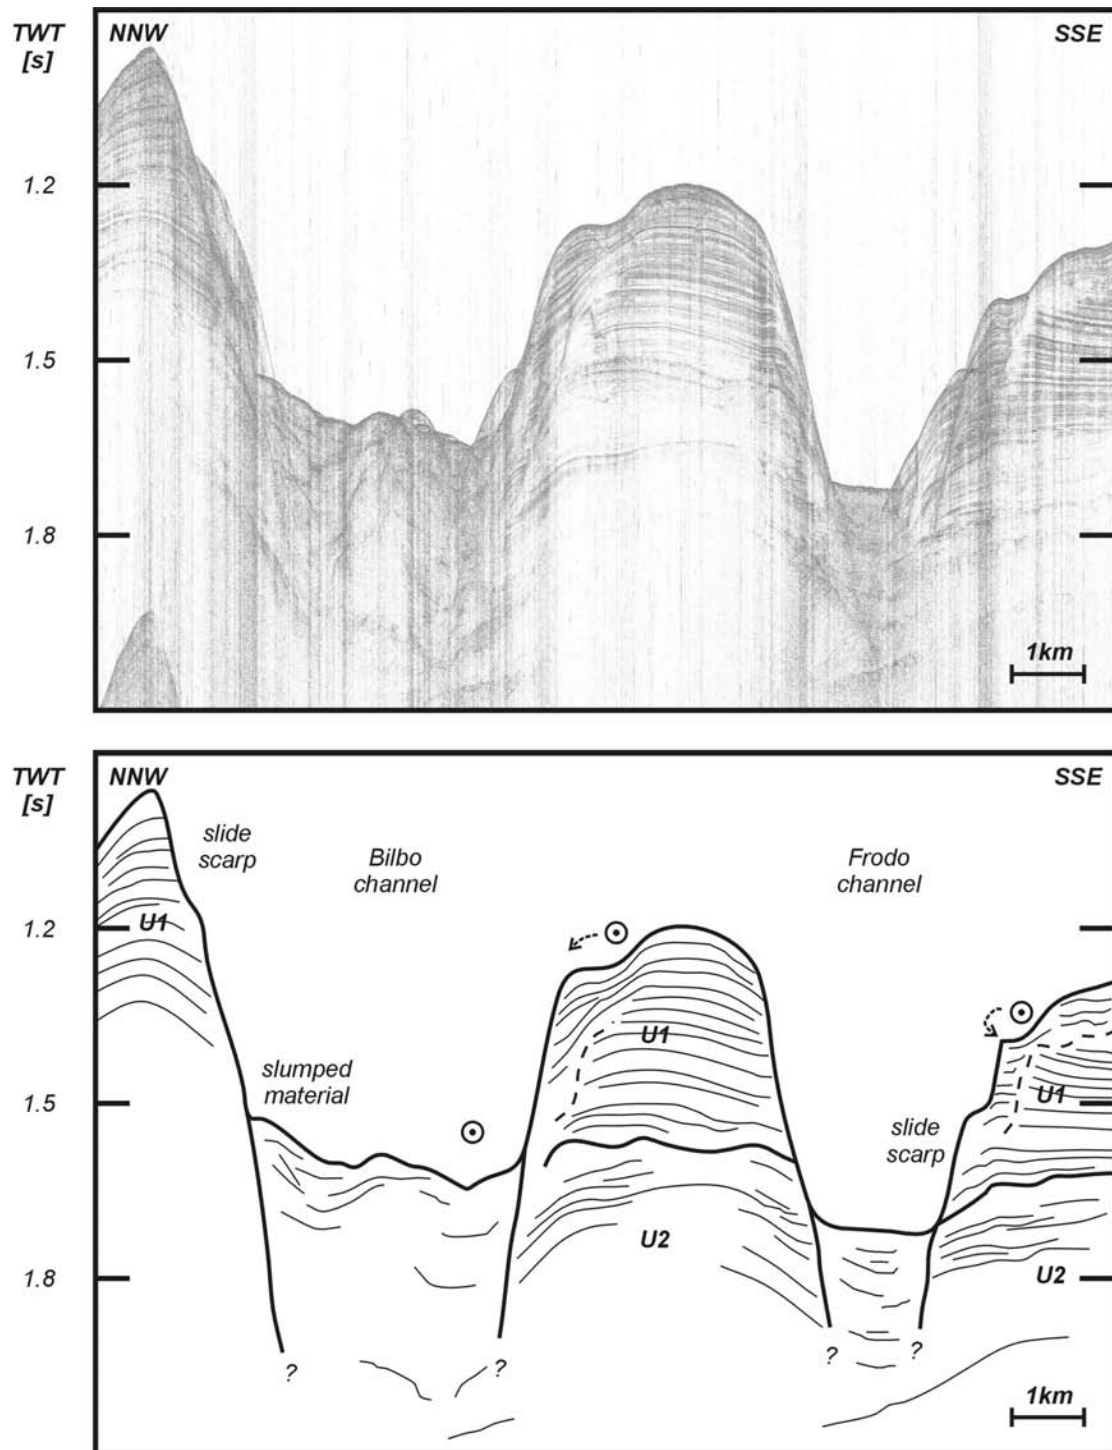 TWT
[s]
NNW
SSE
1.2
1.5
1.8
1km
TWT
[s]
NNW
SSE
slide
scarp
Bilbo
channel
Frodo
channel
U1
1.2
U1
slumped
material
U1
1.5
slide
scarp
U2
U2
1.8
?
?
?
?
1km